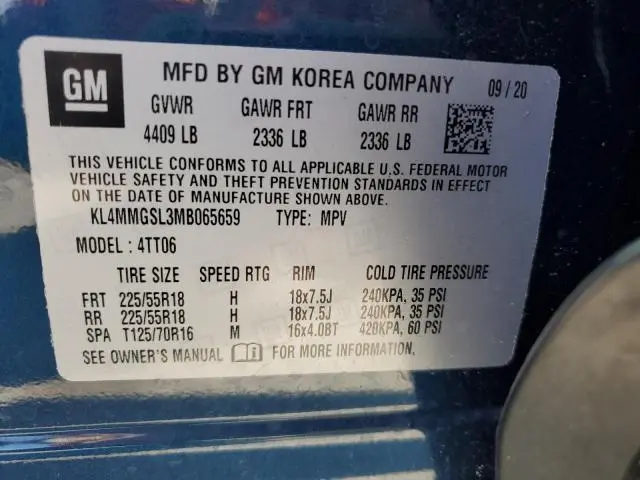 GM
MFD BY GM KOREA COMPANY 09/20
GVWR GAWR FRT GAWR RR
4409 LB 2336 LB 2336 LB
THIS VEHICLE CONFORMS TO ALL APPLICABLE U.S. FEDERAL MOTOR
VEHICLE SAFETY AND THEFT PREVENTION STANDARDS IN EFFECT
ON THE DATE OF MANUFACTURE SHOWN ABOVE.
KL4MMGSL3MB065659 TYPE: MPV
MODEL: 4TT06
TIRE SIZE SPEED RTG RIM COLD TIRE PRESSURE
FRT 225/55R18 H 18x7.5J 240KPA, 35 PSI
RR 225/55R18 H 18x7.5J 240KPA, 35 PSI
SPA T125/70R16 M 16x4.0BT 420KPA, 60 PSI
SEE OWNER'S MANUAL FOR MORE INFORMATION.